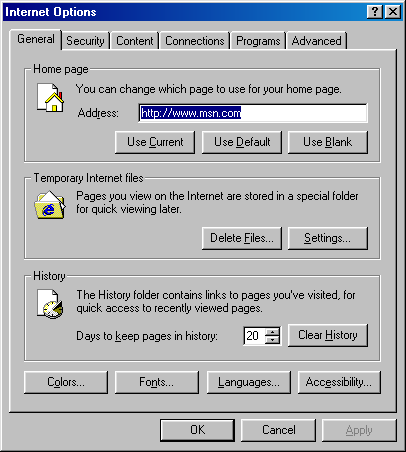 Internet Options
General Security Content Connections Programs Advanced
Home page
You can change which page to use for your home page.
Address: http://www.msn.com
Use Current Use Default Use Blank
Temporary Internet files
Pages you view on the Internet are stored in a special folder
for quick viewing later.
Delete Files... Settings...
History
The History folder contains links to pages you've visited, for
quick access to recently viewed pages.
Days to keep pages in history: 20 Clear History
Colors... Fonts... Languages... Accessibility...
OK Cancel Apply